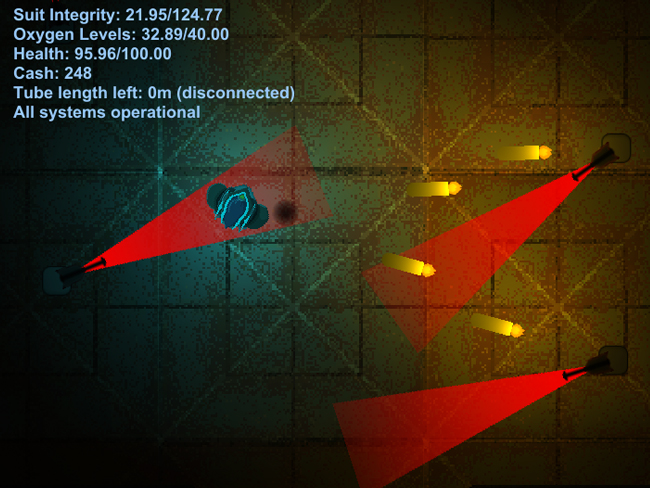 Suit Integrity: 21.95/124.77
Oxygen Levels: 32.89/40.00
Health: 95.96/100.00
Cash: 248
Tube length left: 0m (disconnected)
All systems operational